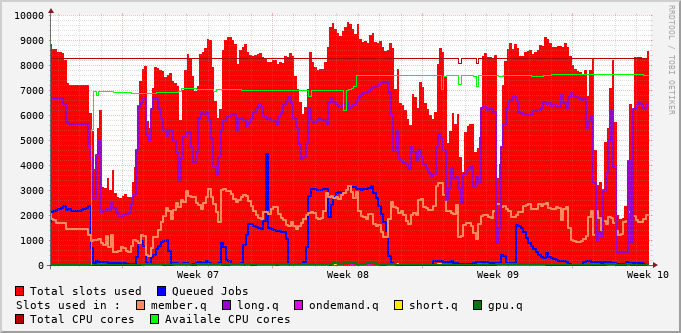 10000
9000
8000
7000
6000
5000
4000
3000
2000
1000
0
Week 07 Week 08 Week 09 Week 10
RRDTOOL / TOBI OETIKER
Total slots used Queued Jobs
Slots used in : member.q long.q ondemand.q short.q gpu.q
Total CPU cores Availale CPU cores